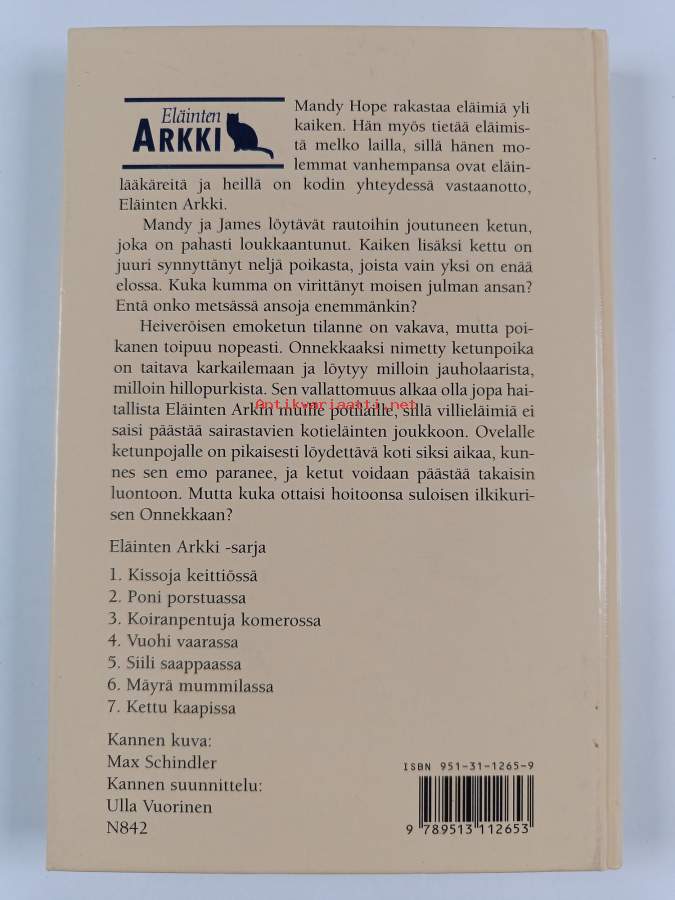 Eläinten
ARKKI
Mandy Hope rakastaa eläimiä yli
kaiken. Hän myös tietää eläimis-
tä melko lailla, sillä hänen mo-
lemmat vanhempansa ovat eläin-
lääkäreitä ja heillä on kodin yhteydessä vastaanotto,
Eläinten Arkki.
Mandy ja James löytävät rautoihin joutuneen ketun,
joka on pahasti loukkaantunut. Kaiken lisäksi kettu on
juuri synnyttänyt neljä poikasta, joista vain yksi on enää
elossa. Kuka kumma on virittänyt moisen julman ansan?
Entä onko metsässä ansoja enemmänkin?
Heiveröisen emoketun tilanne on vakava, mutta poi-
kanen toipuu nopeasti. Onnekkaaksi nimetty ketunpoika
on taitava karkailemaan ja löytyy milloin jauholaarista,
milloin hillopurkista. Sen vallattomuus alkaa olla jopa hai-
tallista Eläinten Arkin muille potilaille, sillä villieläimiä ei
Antikvariaatti.net
saisi päästää sairastavien kotieläinten joukkoon. Ovelalle
ketunpojalle on pikaisesti löydettävä koti siksi aikaa, kun-
nes sen emo paranee, ja ketut voidaan päästää takaisin
luontoon. Mutta kuka ottaisi hoitoonsa suloisen ilkikuri-
sen Onnekkaan?
Eläinten Arkki -sarja
1. Kissoja keittiössä
2. Poni porstuassa
3. Koiranpentuja komerossa
4. Vuohi vaarassa
5. Siili saappaassa
6. Mäyrä mummilassa
7. Kettu kaapissa
Kannen kuva:
Max Schindler
Kannen suunnittelu:
Ulla Vuorinen
N842
ISBN 951-31-1265-9
9 789513 112653